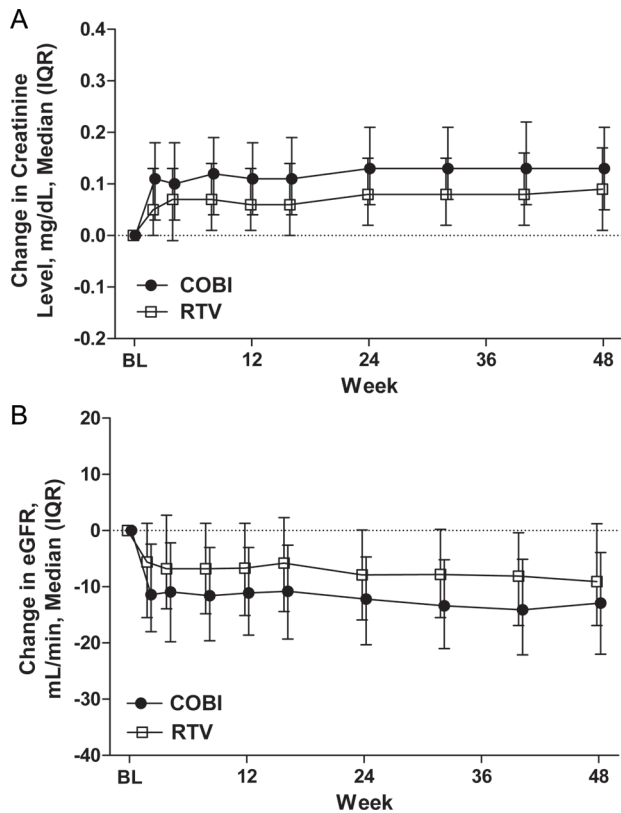 A
Change in Creatinine
Level, mg/dL, Median (IQR)
0.4
0.3
0.2
0.1
0.0
-0.1
-0.2
COBI
RTV
BL
12
24
36
48
Week
B
Change in eGFR,
mL/min, Median (IQR)
20
10
0
-10
-20
-30
-40
COBI
RTV
BL
12
24
36
48
Week